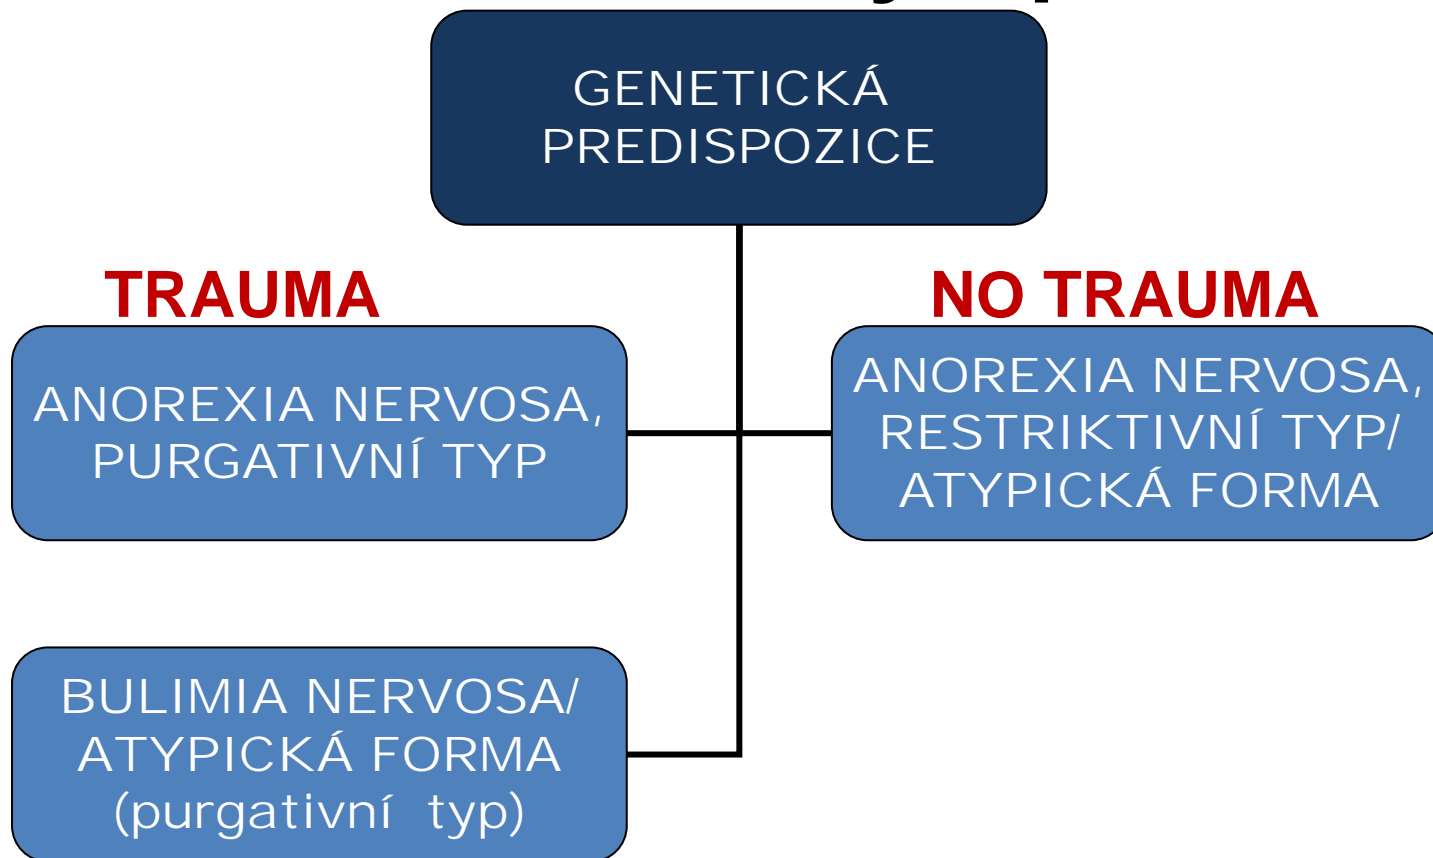 GENETICKÁ
PREDISPOZICE
TRAUMA
NO TRAUMA
ANOREXIA NERVOSA,
PURGATIVNÍ TYP
ANOREXIA NERVOSA,
RESTRIKTIVNÍ TYP/
ATYPICKÁ FORMA
BULIMIA NERVOSA/
ATYPICKÁ FORMA
(purgativní typ)